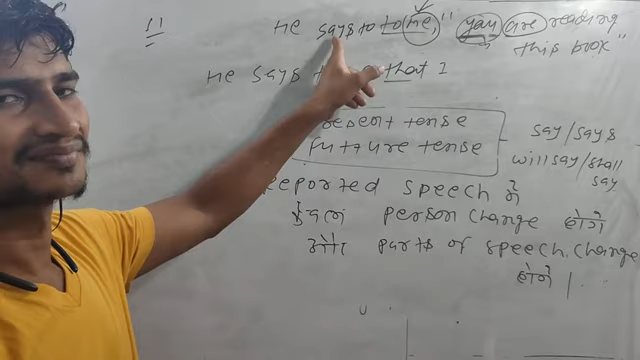 !!
He says to to me, " you are reading
this book "
He says that I
Present tense
Future tense
say/says
will say/shall
say
Reported speech में
केवल person change होगा
और parts of speech change
होगा |